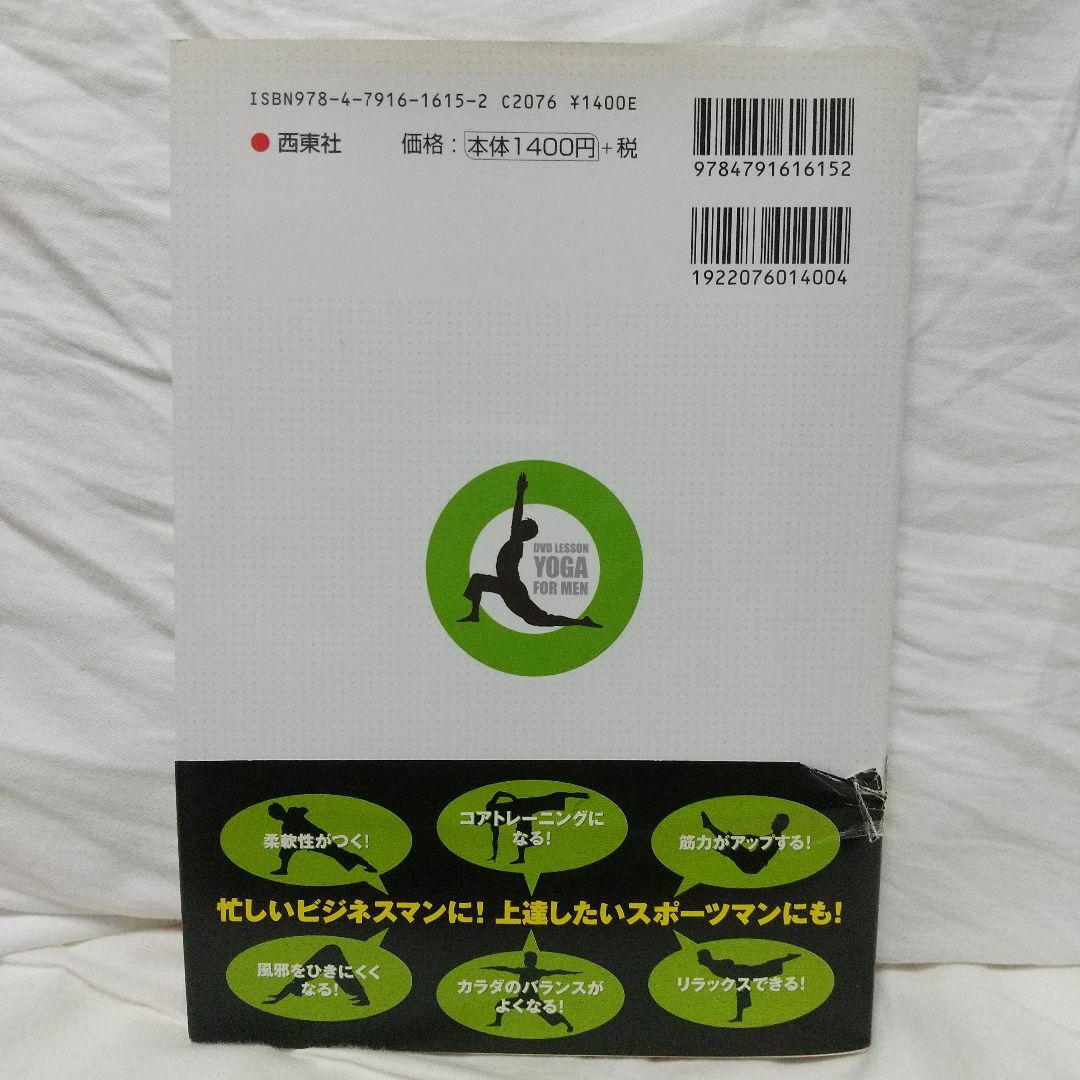 ISBN978-4-7916-1615-2 C2076 ¥1400E
西東社 価格：本体1400円+税
9784791616152
1922076014004
DVD LESSON
YOGA
FOR MEN
柔軟性がつく!
コアトレーニングに
なる!
筋力がアップする!
忙しいビジネスマンに! 上達したいスポーツマンにも!
風邪をひきにくく
なる!
カラダのバランスが
よくなる!
リラックスできる!